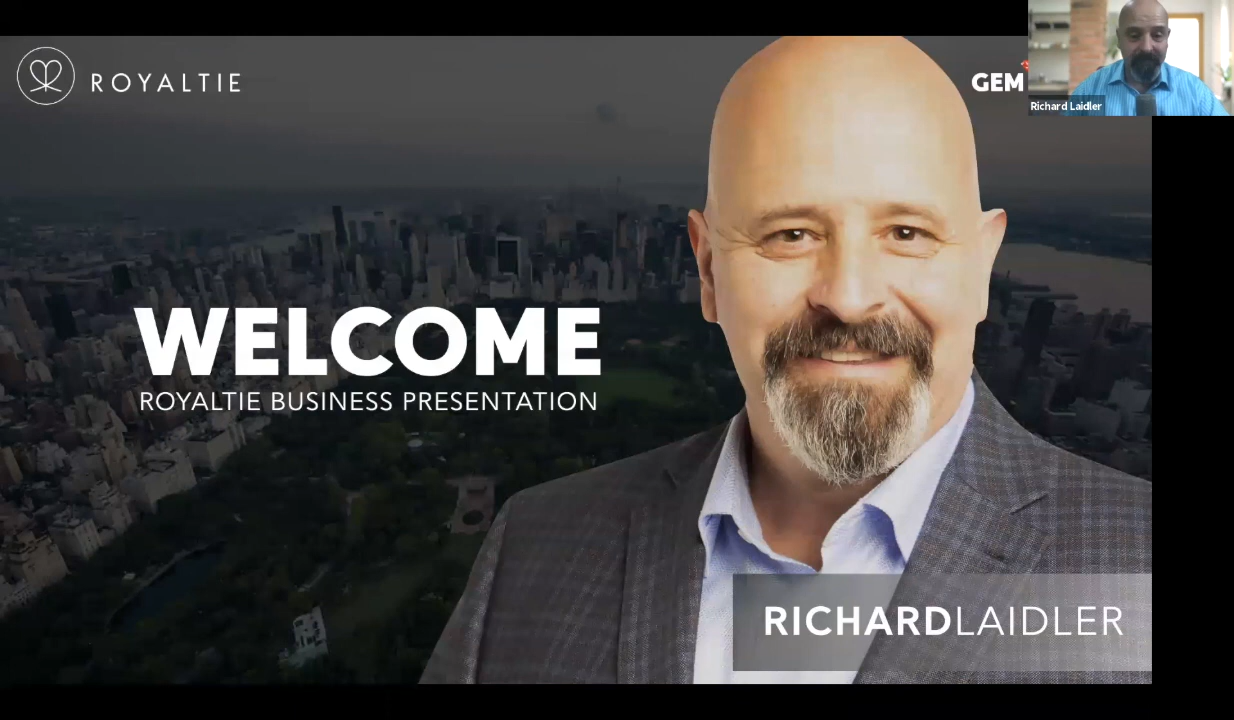 ROYALTIE
GEM
Richard Laidler
WELCOME
ROYALTIE BUSINESS PRESENTATION
RICHARDLAIDLER